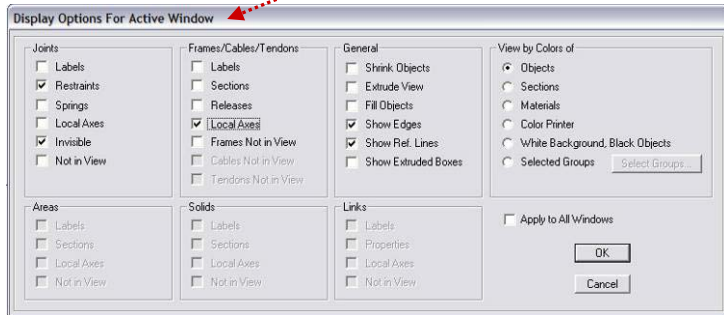 Display Options For Active Window
Joints
Labels
Restraints
Springs
Local Axes
Invisible
Not in View
Frames/Cables/Tendons
Labels
Sections
Releases
Local Axes
Frames Not in View
Cables Not in View
Tendons Not in View
General
Shrink Objects
Extrude View
Fill Objects
Show Edges
Show Ref. Lines
Show Extruded Boxes
View by Colors of
Objects
Sections
Materials
Color Printer
White Background, Black Objects
Selected Groups
Select Groups...
Areas
Labels
Sections
Local Axes
Not in View
Solids
Labels
Sections
Local Axes
Not in View
Links
Labels
Properties
Local Axes
Not in View
Apply to All Windows
OK
Cancel